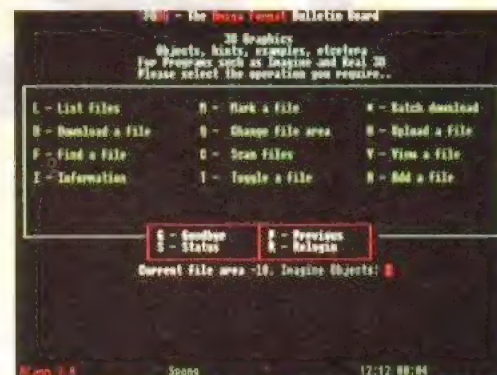 - The Amiga Format Bulletin Board
3D Graphics
Objects, hints, examples, etcetera
For Programs such as Imagine and Real 3D
Please select the operation you require..
L - List files M - Mark a file * - Batch download
D - Download a file - Change file area U - Upload a file
F - Find a file - Scan files V - View a file
I - Information T - Toggle a file - Add a file
G - Goodbye P - Previous
S - Status R - Relogin
Current file area -10. Imagine Objects:
12:12